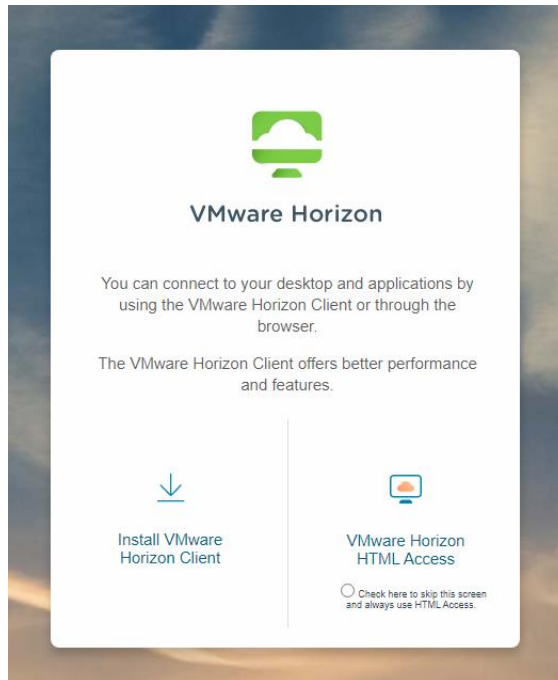 VMware Horizon
You can connect to your desktop and applications by
using the VMware Horizon Client or through the
browser.
The VMware Horizon Client offers better performance
and features.
Install VMware
Horizon Client
VMware Horizon
HTML Access
Check here to skip this screen
and always use HTML Access.